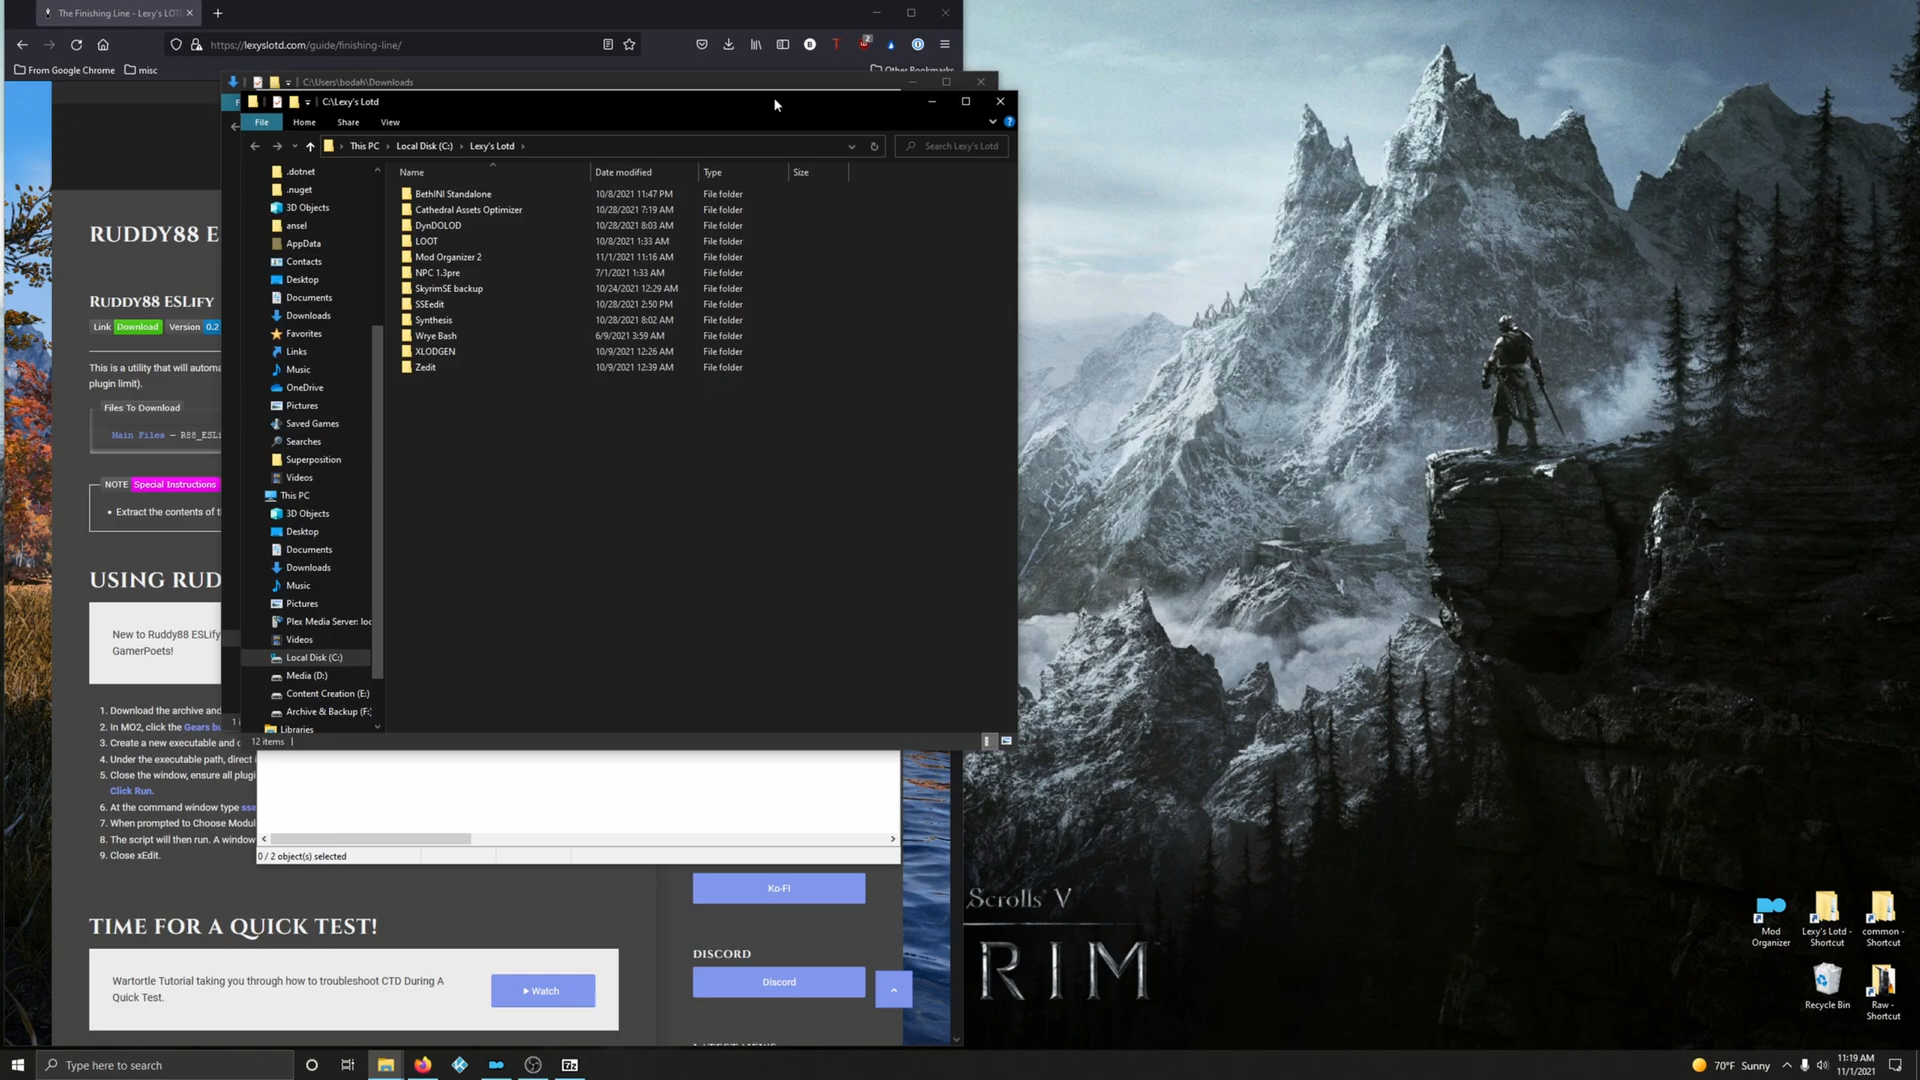 The Finishing Line - Lexy's LOT
https://lexyslotd.com/guide/finishing-line/
2
From Google Chrome
misc
Other Bookmarks
C:\Users\bodah\Downloads
C:\Lexy's Lotd
File
Home
Share
View
This PC
Local Disk (C:)
Lexy's Lotd
Search Lexy's Lotd
Name
Date modified
Type
Size
.dotnet
.nuget
3D Objects
ansel
AppData
Contacts
Desktop
Documents
Downloads
Favorites
Links
Music
OneDrive
Pictures
Saved Games
Searches
Superposition
Videos
This PC
3D Objects
Desktop
Documents
Downloads
Music
Pictures
Plex Media Server: loc
Videos
Local Disk (C:)
Media (D:)
Content Creation (E:)
Archive & Backup (F:)
Libraries
BethINI Standalone 10/8/2021 11:47 PM File folder
Cathedral Assets Optimizer 10/28/2021 7:19 AM File folder
DynDOLOD 10/28/2021 8:03 AM File folder
LOOT 10/8/2021 1:33 AM File folder
Mod Organizer 2 11/1/2021 11:16 AM File folder
NPC 1.3pre 7/1/2021 1:33 AM File folder
SkyrimSE backup 10/24/2021 12:29 AM File folder
SSEedit 10/28/2021 2:50 PM File folder
Synthesis 10/28/2021 8:02 AM File folder
Wrye Bash 6/9/2021 3:59 AM File folder
XLODGEN 10/9/2021 12:26 AM File folder
Zedit 10/9/2021 12:39 AM File folder
12 items
RUDDY88 E
RUDDY88 ESLIFY
Link Download Version 0.2
This is a utility that will automa
plugin limit).
Files To Download
Main Files – R88_ESLi
NOTE Special Instructions
Extract the contents of t
USING RUD
New to Ruddy88 ESLify
GamerPoets!
1. Download the archive and
2. In MO2, click the Gears bu
3. Create a new executable and c
4. Under the executable path, direct
5. Close the window, ensure all plugi
Click Run.
6. At the command window type sse
7. When prompted to Choose Modul
8. The script will then run. A window
9. Close xEdit.
0 / 2 object(s) selected
TIME FOR A QUICK TEST!
Wartortle Tutorial taking you through how to troubleshoot CTD During A
Quick Test.
Watch
Ko-FI
DISCORD
Discord
Scrolls V
RIM
Mod
Organizer
Lexy's Lotd -
Shortcut
common -
Shortcut
Recycle Bin
Raw -
Shortcut
Type here to search
70°F Sunny
11:19 AM
11/1/2021